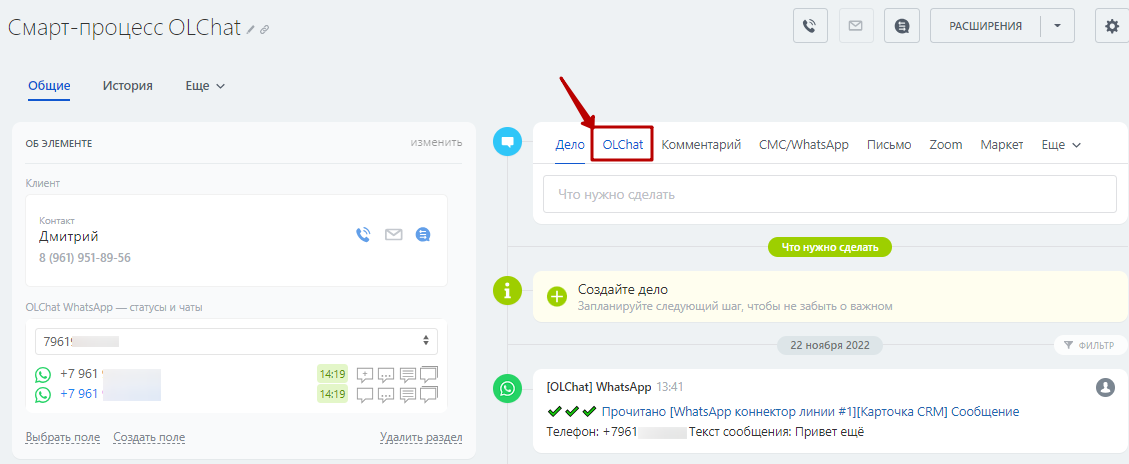 Смарт-процесс OLChat
РАСШИРЕНИЯ
Общие История Еще
ОБ ЭЛЕМЕНТЕ изменить
Клиент
Контакт
Дмитрий
8 (961) 951-89-56
OLChat WhatsApp — статусы и чаты
7961
+7 961 14:19
+7 961 14:19
Выбрать поле Создать поле Удалить раздел
Дело OLChat Комментарий СМС/WhatsApp Письмо Zoom Маркет Еще
Что нужно сделать
Что нужно сделать
Создайте дело
Запланируйте следующий шаг, чтобы не забыть о важном
22 ноября 2022 ФИЛЬТР
[OLChat] WhatsApp 13:41
Прочитано [WhatsApp коннектор линии #1][Карточка CRM] Сообщение
Телефон: +7961 Текст сообщения: Привет ещё